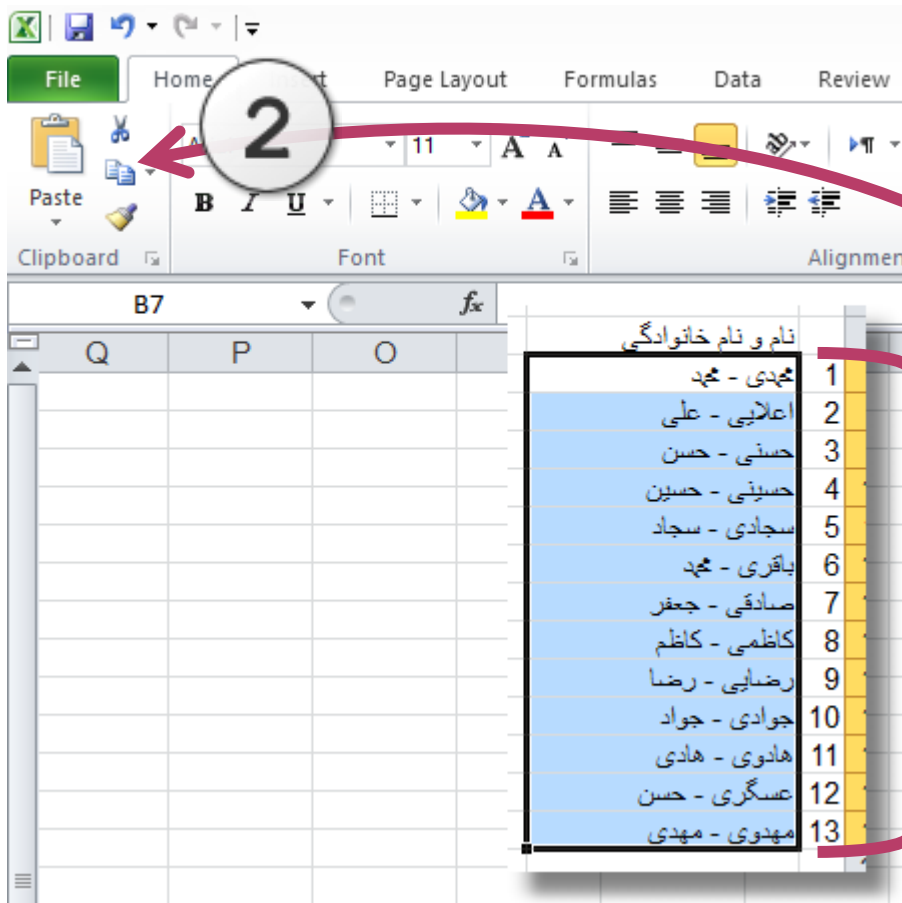 File Home Page Layout Formulas Data Review
2
11 A A
Paste
B I U A
Clipboard Font
B7 fx
Q P O
نام و نام خانوادگی
1 محمدی - محمد
2 اعلایی - علی
3 حسنی - حسن
4 حسینی - حسین
5 سجادی - سجاد
6 باقری - محمد
7 صادقی - جعفر
8 کاظمی - کاظم
9 رضایی - رضا
10 جوادی - جواد
11 هادوی - هادی
12 عسگری - حسن
13 مهدوی - مهدی